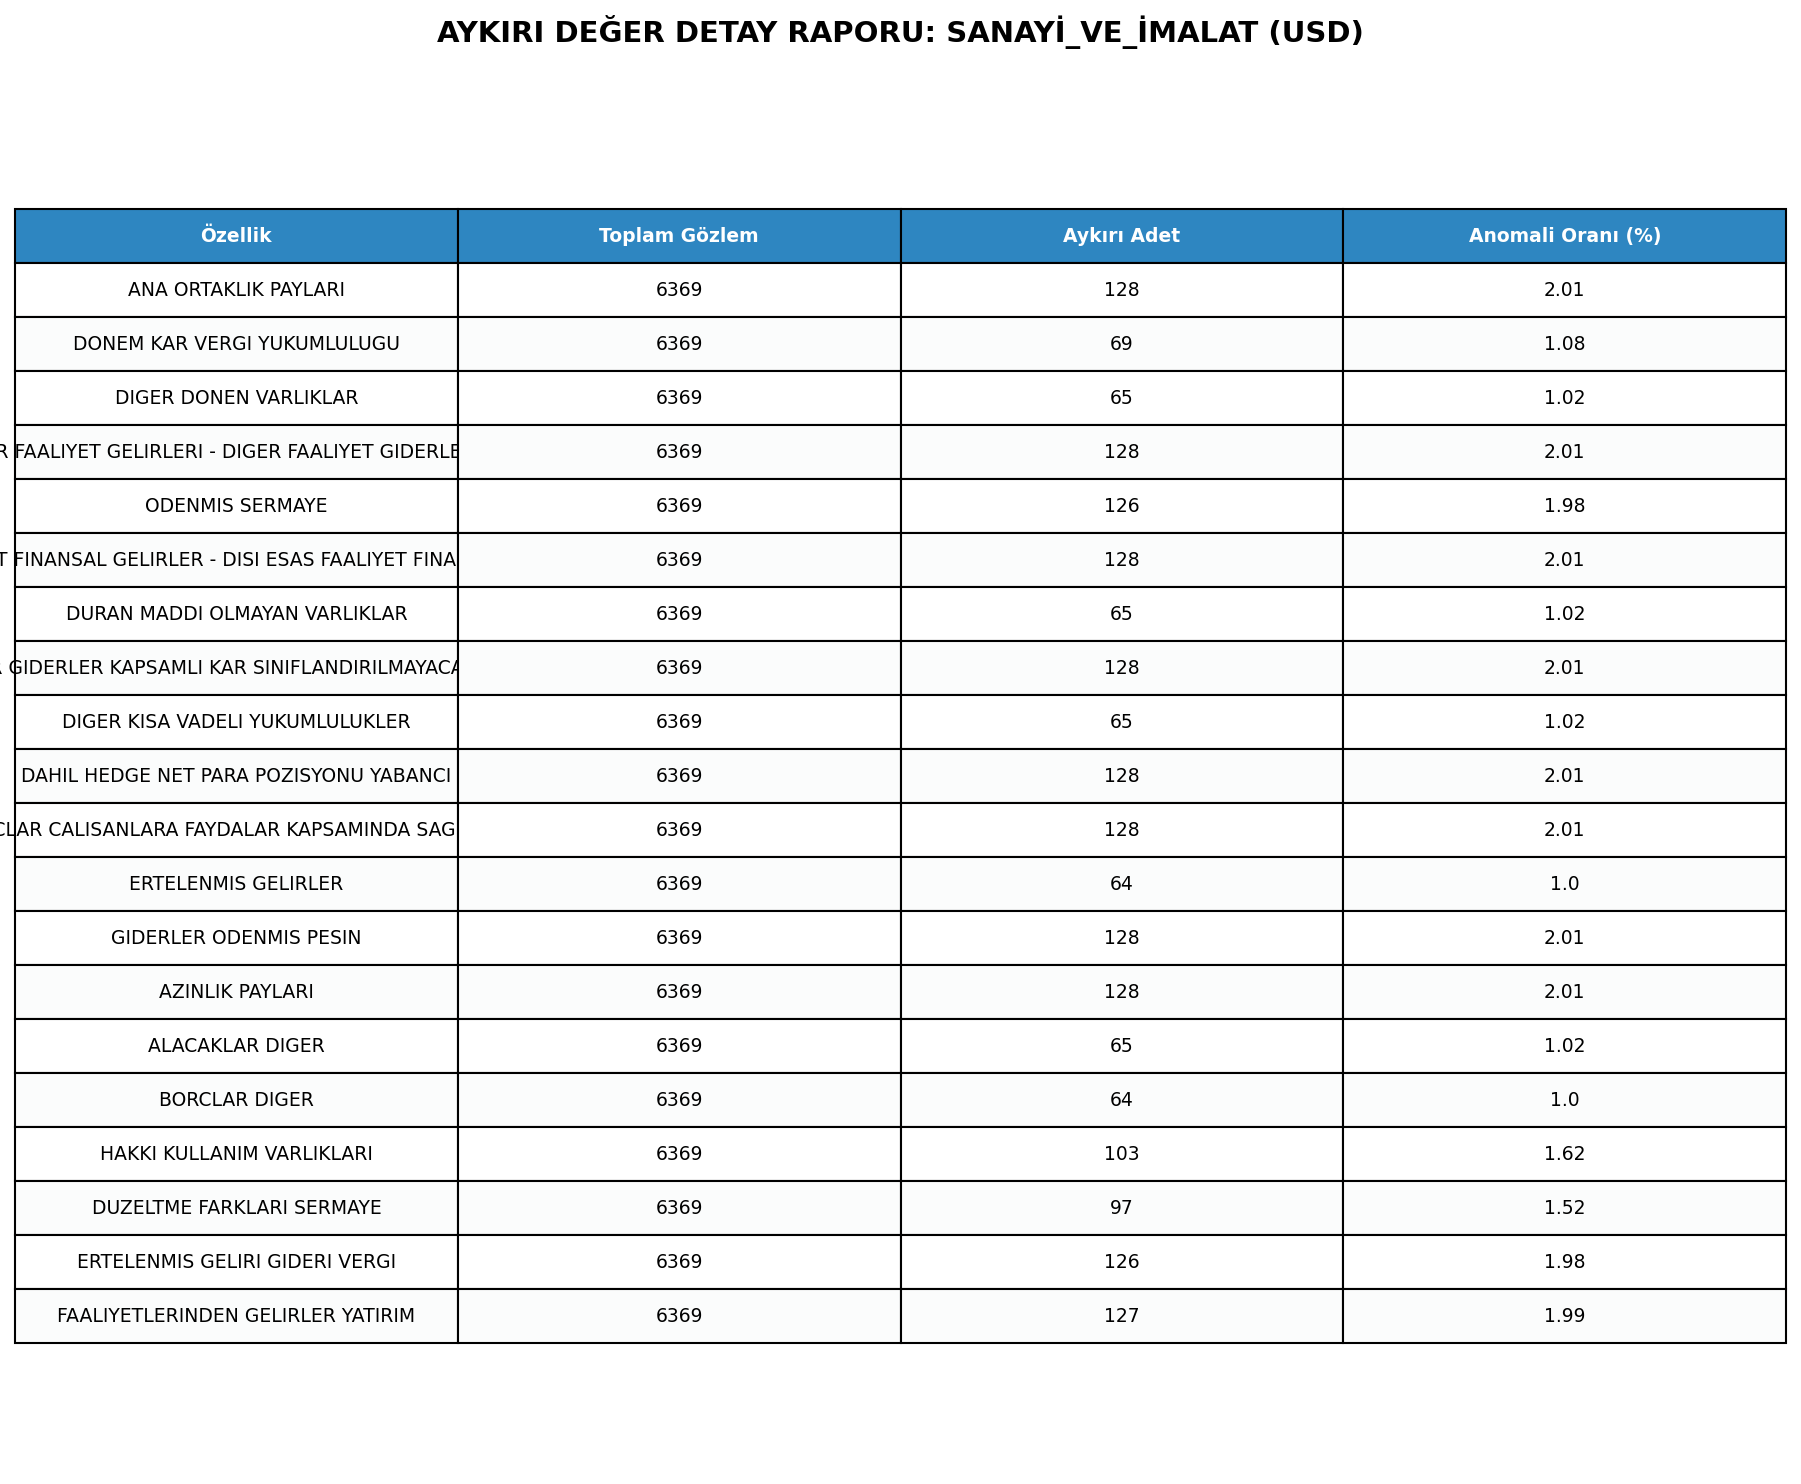 AYKIRI DEĞER DETAY RAPORU: SANAYİ_VE_İMALAT (USD)
Özellik Toplam Gözlem Aykırı Adet Anomali Oranı (%)
ANA ORTAKLIK PAYLARI 6369 128 2.01
DONEM KAR VERGI YUKUMLULUGU 6369 69 1.08
DIGER DONEN VARLIKLAR 6369 65 1.02
R FAALIYET GELIRLERI - DIGER FAALIYET GIDERLE 6369 128 2.01
ODENMIS SERMAYE 6369 126 1.98
T FINANSAL GELIRLER - DISI ESAS FAALIYET FINA 6369 128 2.01
DURAN MADDI OLMAYAN VARLIKLAR 6369 65 1.02
R GIDERLER KAPSAMLI KAR SINIFLANDIRILMAYACA 6369 128 2.01
DIGER KISA VADELI YUKUMLULUKLER 6369 65 1.02
DAHIL HEDGE NET PARA POZISYONU YABANCI 6369 128 2.01
CLAR CALISANLARA FAYDALAR KAPSAMINDA SAG 6369 128 2.01
ERTELENMIS GELIRLER 6369 64 1.0
GIDERLER ODENMIS PESIN 6369 128 2.01
AZINLIK PAYLARI 6369 128 2.01
ALACAKLAR DIGER 6369 65 1.02
BORCLAR DIGER 6369 64 1.0
HAKKI KULLANIM VARLIKLARI 6369 103 1.62
DUZELTME FARKLARI SERMAYE 6369 97 1.52
ERTELENMIS GELIRI GIDERI VERGI 6369 126 1.98
FAALIYETLERINDEN GELIRLER YATIRIM 6369 127 1.99